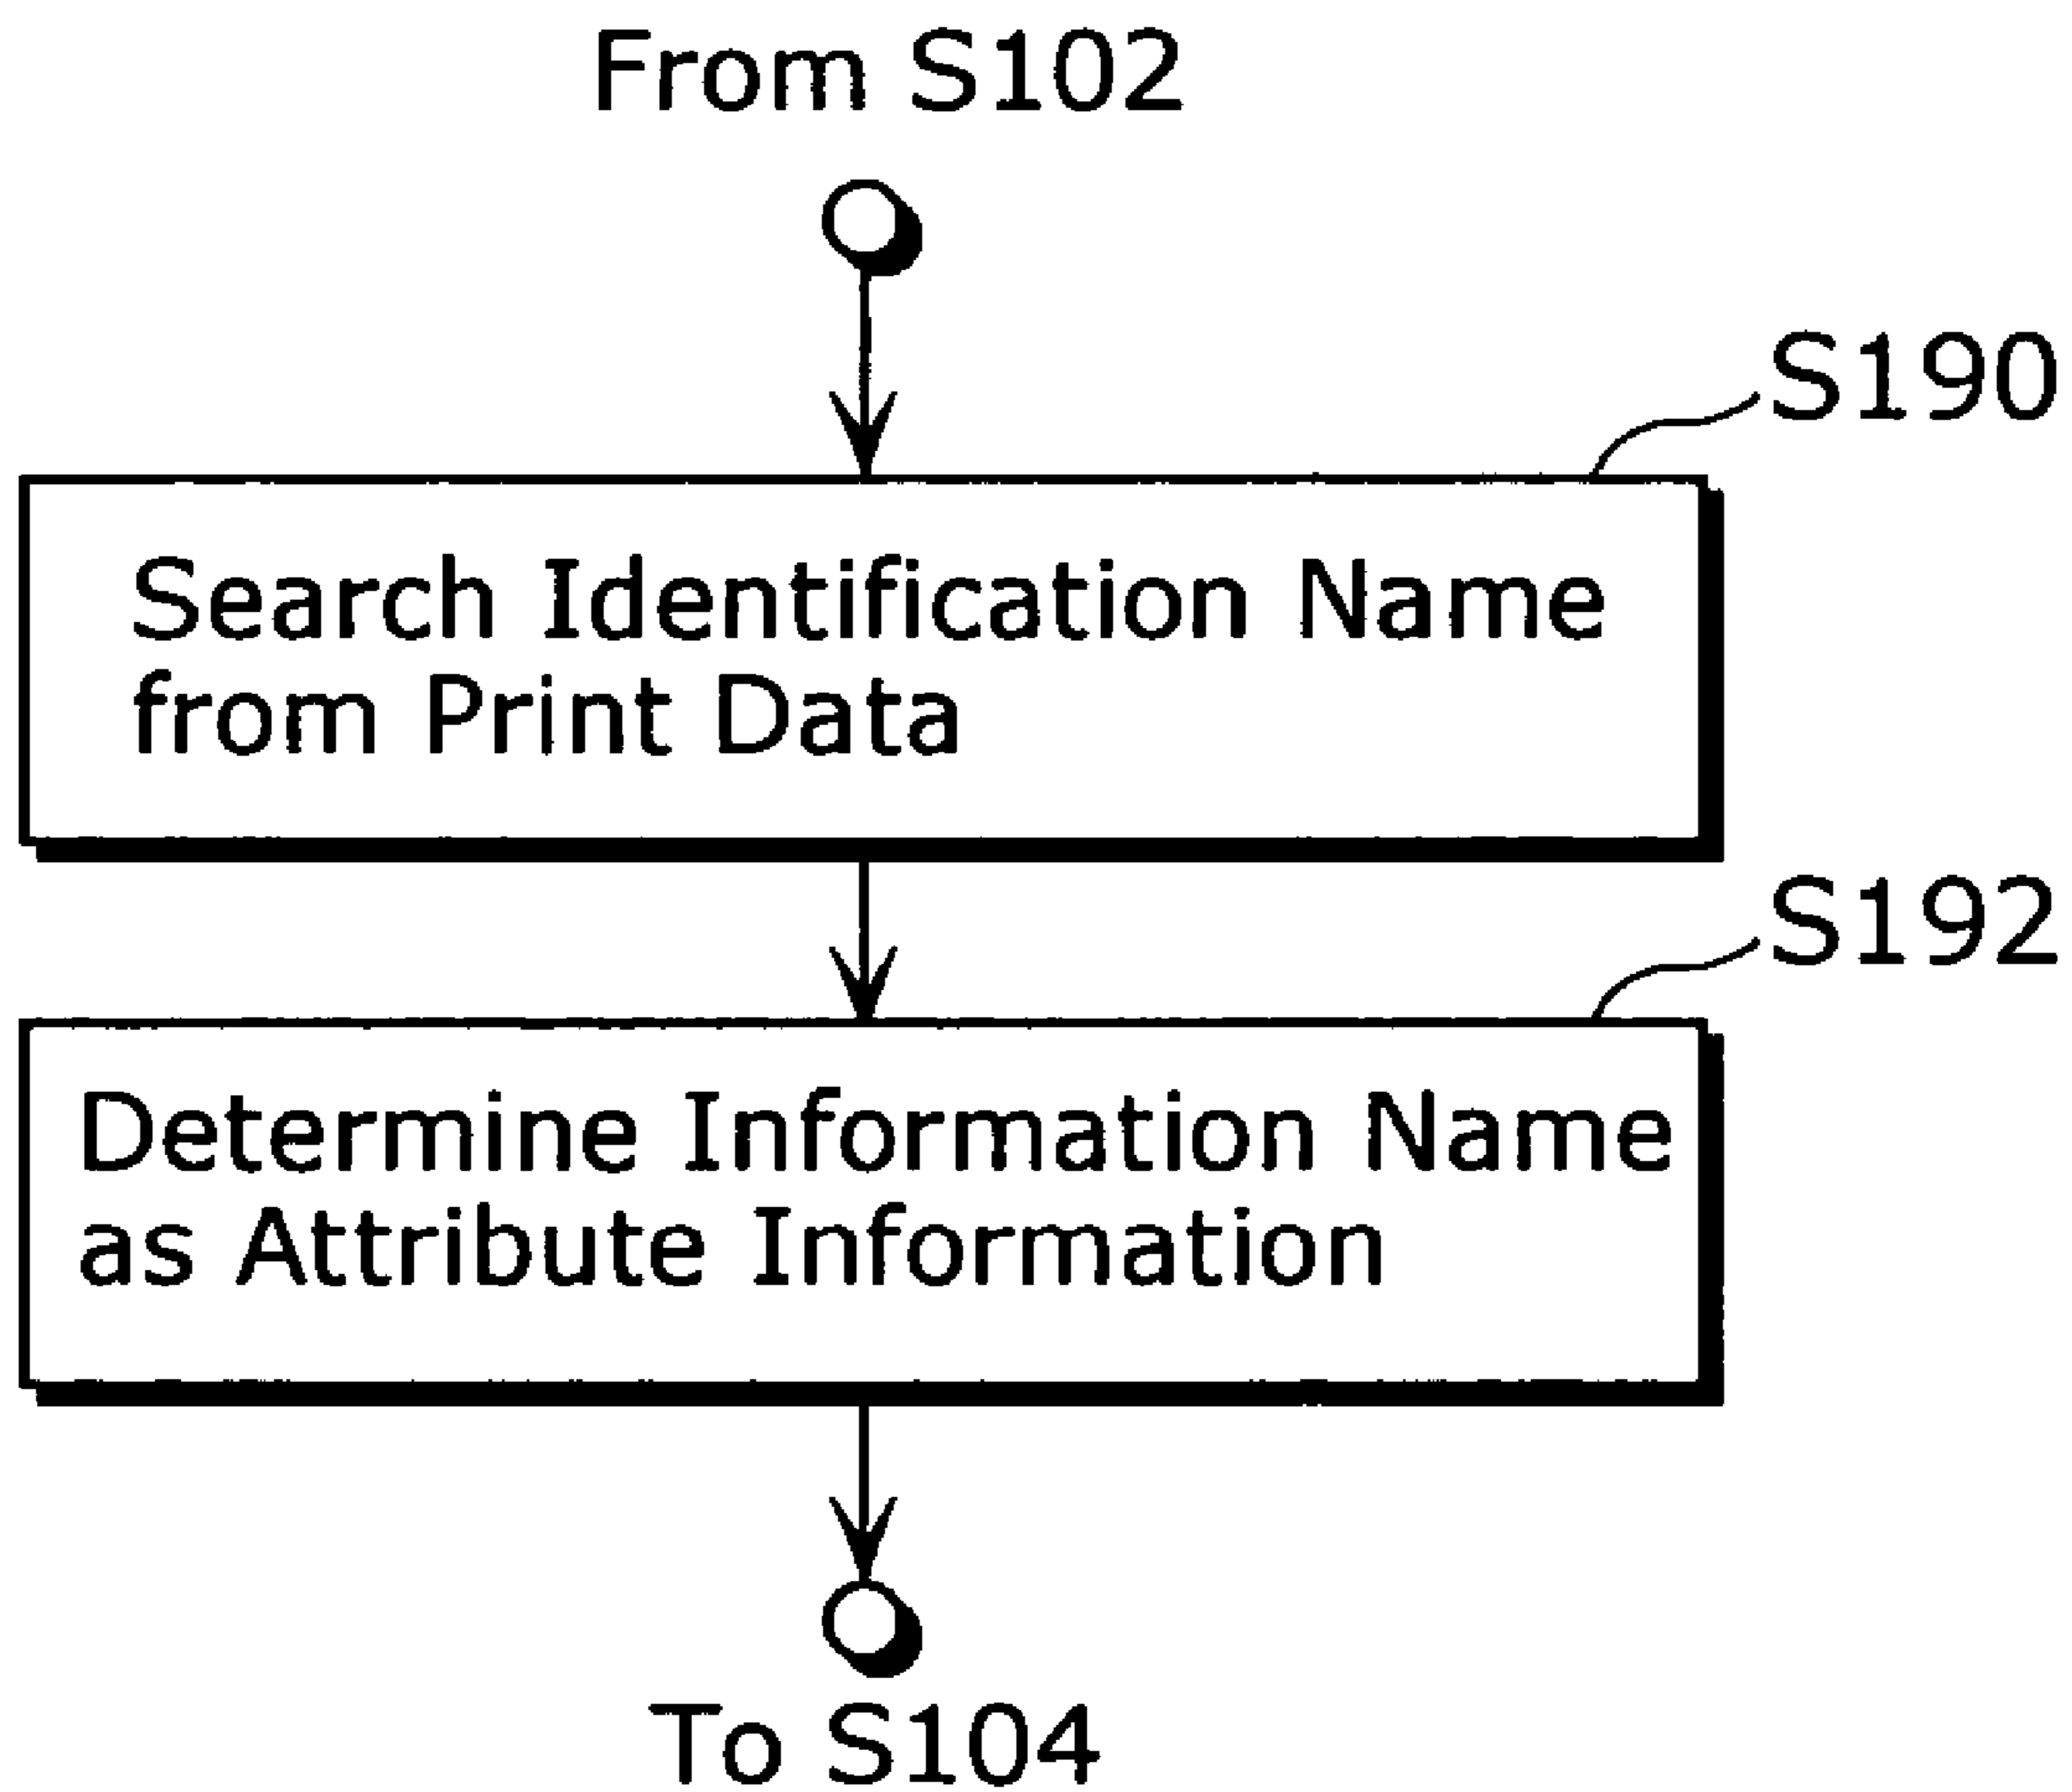 From S102
S190
Search Identification Name
from Print Data
S192
Determine Information Name
as Attribute Information
To S104